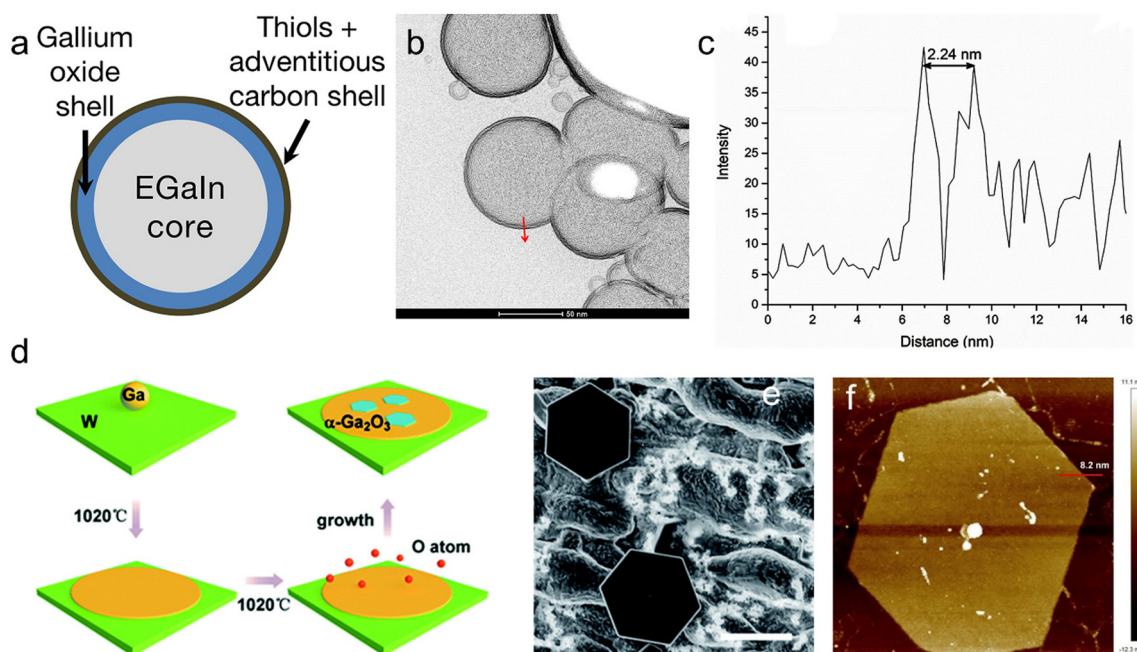 a
Gallium
oxide
shell
Thiols +
adventitious
carbon shell
EGaIn
core
b
50 nm
c
Intensity
45
40
35
30
25
20
15
10
5
0
2.24 nm
0 2 4 6 8 10 12 14 16
Distance (nm)
d
Ga
W
α-Ga₂O₃
1020℃
growth
O atom
1020℃
e
f
8.2 nm